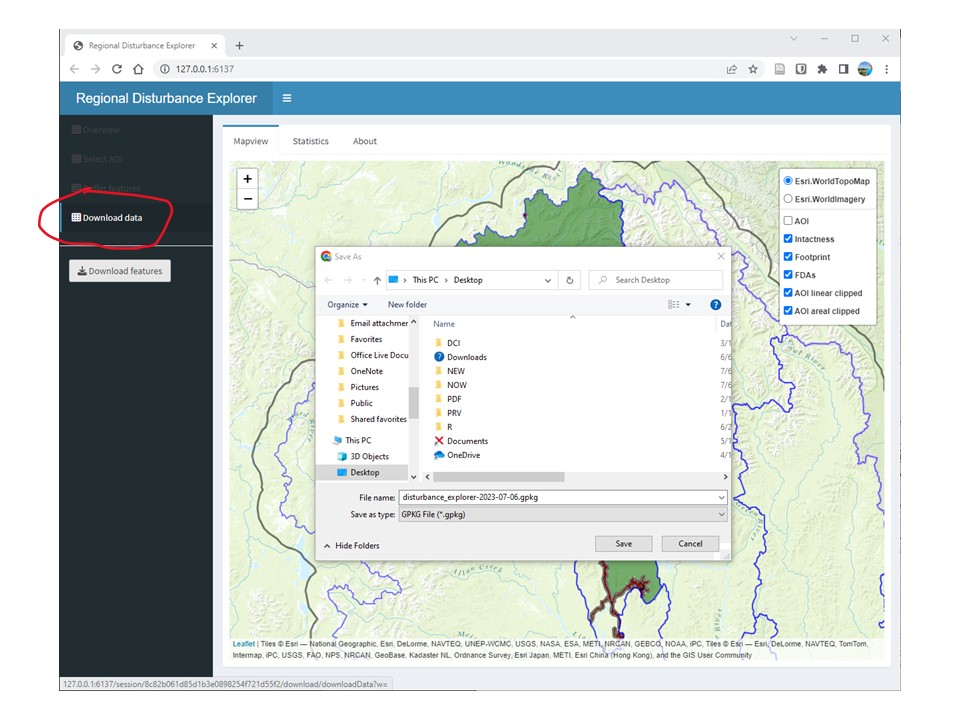 Regional Disturbance Explorer
127.0.0.1:6137
Regional Disturbance Explorer
Overview
Select AOI
Buffer features
Download data
Download features
Mapview Statistics About
+
−
Esri.WorldTopoMap
Esri.WorldImagery
AOI
Intactness
Footprint
FDAs
AOI linear clipped
AOI areal clipped
Save As
This PC › Desktop
Search Desktop
Organize
New folder
Email attachmer
Favorites
Office Live Docu
OneNote
Pictures
Public
Shared favorites
This PC
3D Objects
Desktop
Name Dat
DCI 3/1
Downloads 6/6
NEW 7/6
NOW 7/6
PDF 2/1
PRV 1/1
R 6/2
Documents 5/1
OneDrive 4/1
File name: disturbance_explorer-2023-07-06.gpkg
Save as type: GPKG File (*.gpkg)
Hide Folders
Save Cancel
Leaflet | Tiles © Esri — National Geographic, Esri, DeLorme, NAVTEQ, UNEP-WCMC, USGS, NASA, ESA, METI, NRCAN, GEBCO, NOAA, iPC, Tiles © Esri — Esri, DeLorme, NAVTEQ, TomTom,
Intermap, iPC, USGS, FAO, NPS, NRCAN, GeoBase, Kadaster NL, Ordnance Survey, Esri Japan, METI, Esri China (Hong Kong), and the GIS User Community
127.0.0.1:6137/session/8c82b061d85d1b3e0898254f721d55f2/download/downloadData?w=